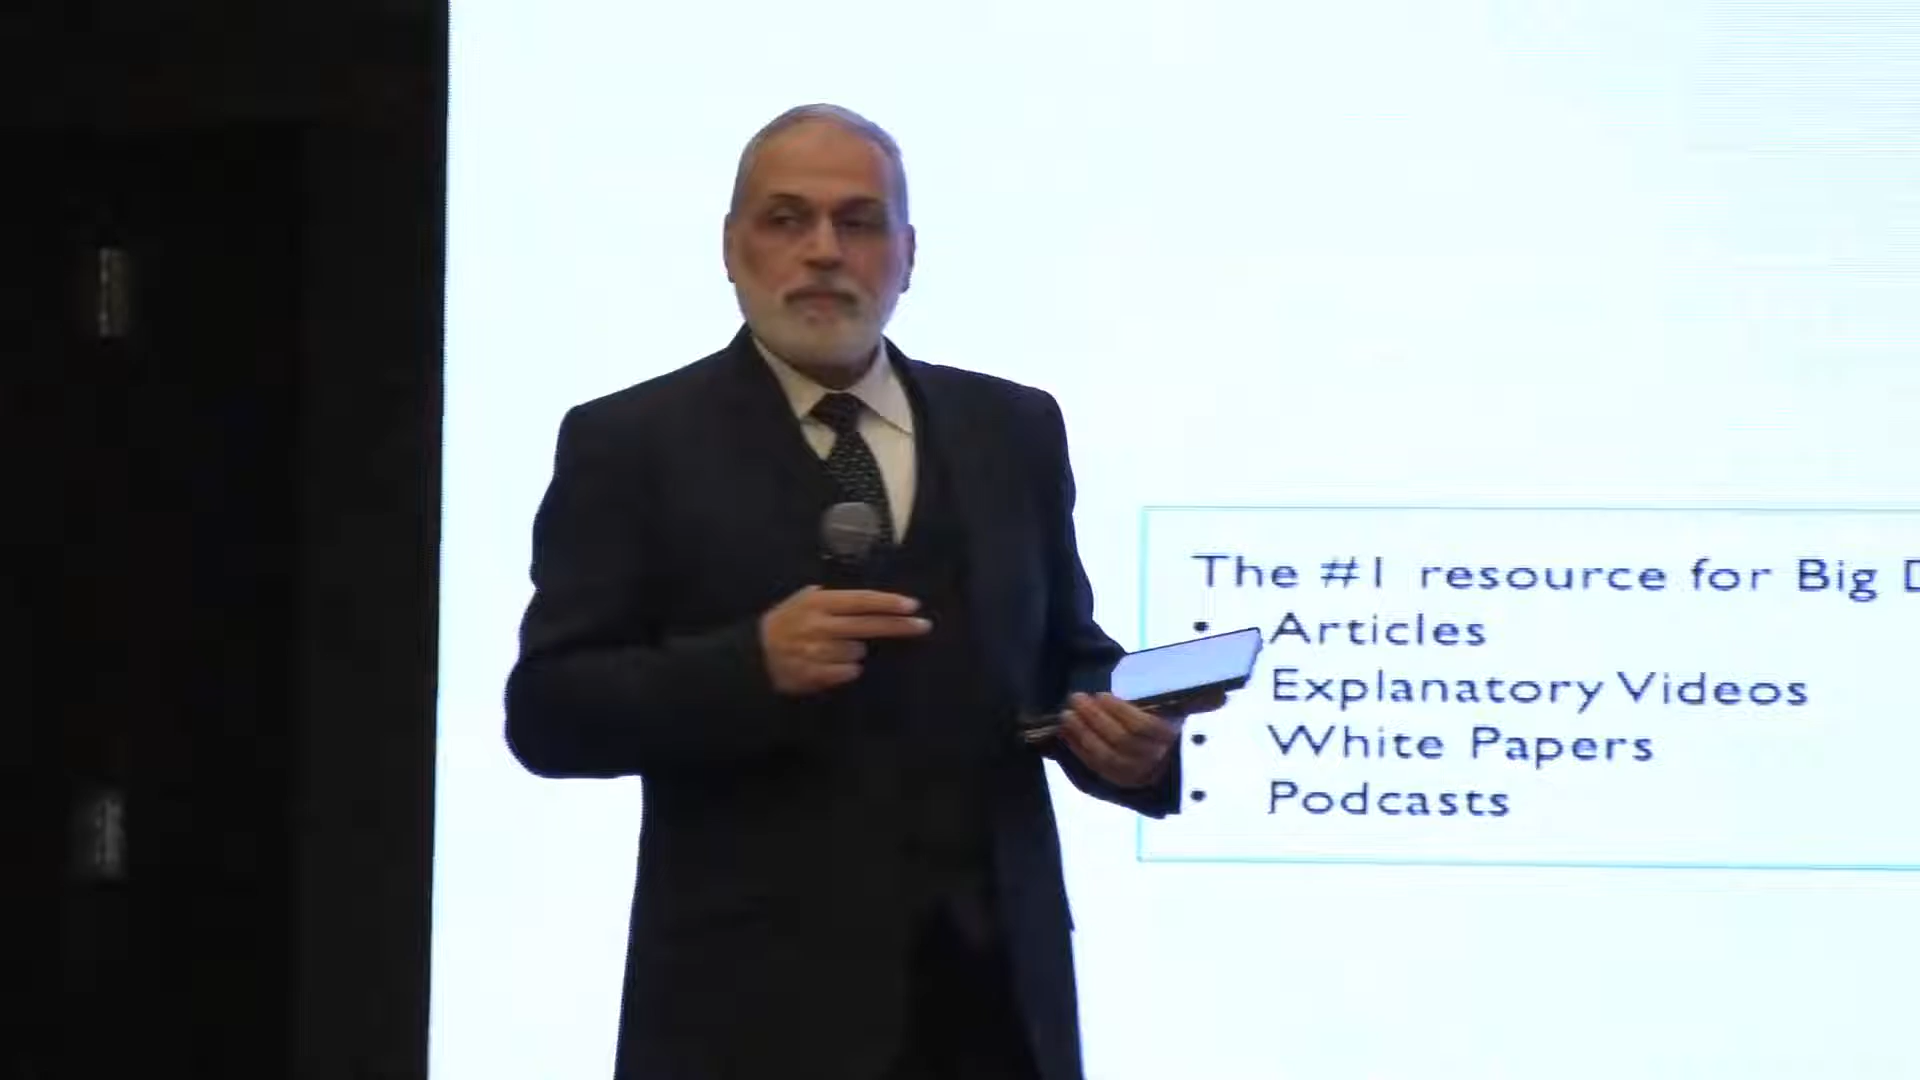 The #1 resource for Big
• Articles
Explanatory Videos
• White Papers
• Podcasts